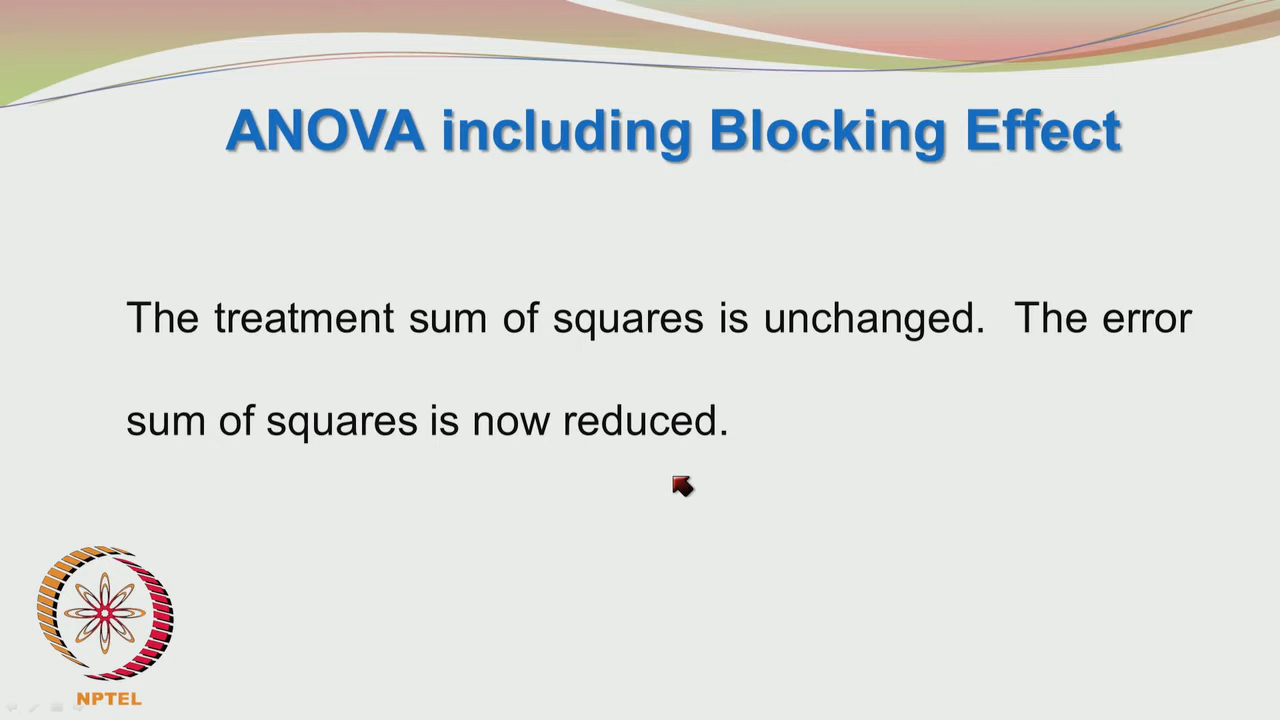 ANOVA including Blocking Effect
The treatment sum of squares is unchanged. The error
sum of squares is now reduced.
NPTEL